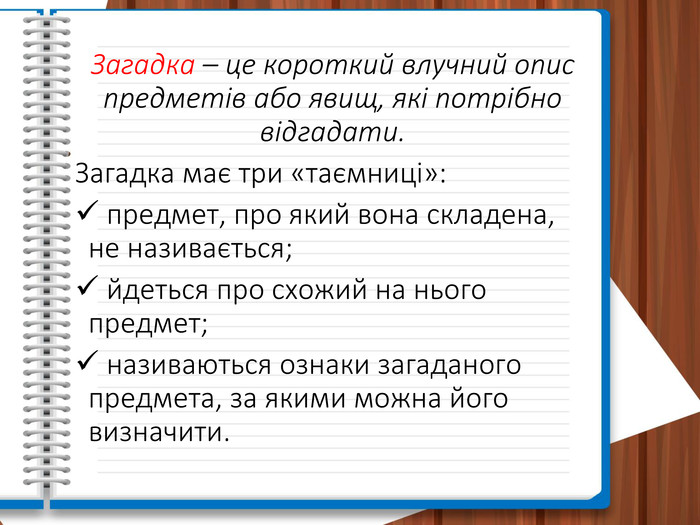 Загадка – це короткий влучний опис
предметів або явищ, які потрібно
відгадати.
Загадка має три «таємниці»:
✓ предмет, про який вона складена,
не називається;
✓ йдеться про схожий на нього
предмет;
✓ називаються ознаки загаданого
предмета, за якими можна його
визначити.